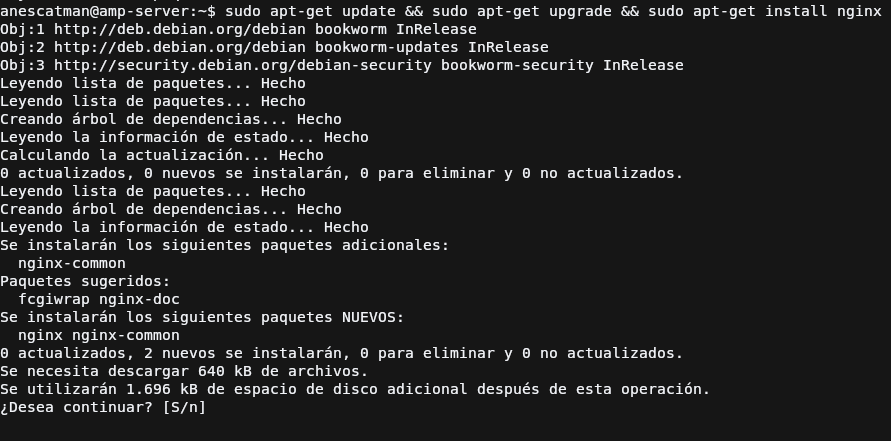 anescatman@amp-server:~$ sudo apt-get update && sudo apt-get upgrade && sudo apt-get install nginx
Obj:1 http://deb.debian.org/debian bookworm InRelease
Obj:2 http://deb.debian.org/debian bookworm-updates InRelease
Obj:3 http://security.debian.org/debian-security bookworm-security InRelease
Leyendo lista de paquetes... Hecho
Leyendo lista de paquetes... Hecho
Creando árbol de dependencias... Hecho
Leyendo la información de estado... Hecho
Calculando la actualización... Hecho
0 actualizados, 0 nuevos se instalarán, 0 para eliminar y 0 no actualizados.
Leyendo lista de paquetes... Hecho
Creando árbol de dependencias... Hecho
Leyendo la información de estado... Hecho
Se instalarán los siguientes paquetes adicionales:
  nginx-common
Paquetes sugeridos:
  fcgiwrap nginx-doc
Se instalarán los siguientes paquetes NUEVOS:
  nginx nginx-common
0 actualizados, 2 nuevos se instalarán, 0 para eliminar y 0 no actualizados.
Se necesita descargar 640 kB de archivos.
Se utilizarán 1.696 kB de espacio de disco adicional después de esta operación.
¿Desea continuar? [S/n]